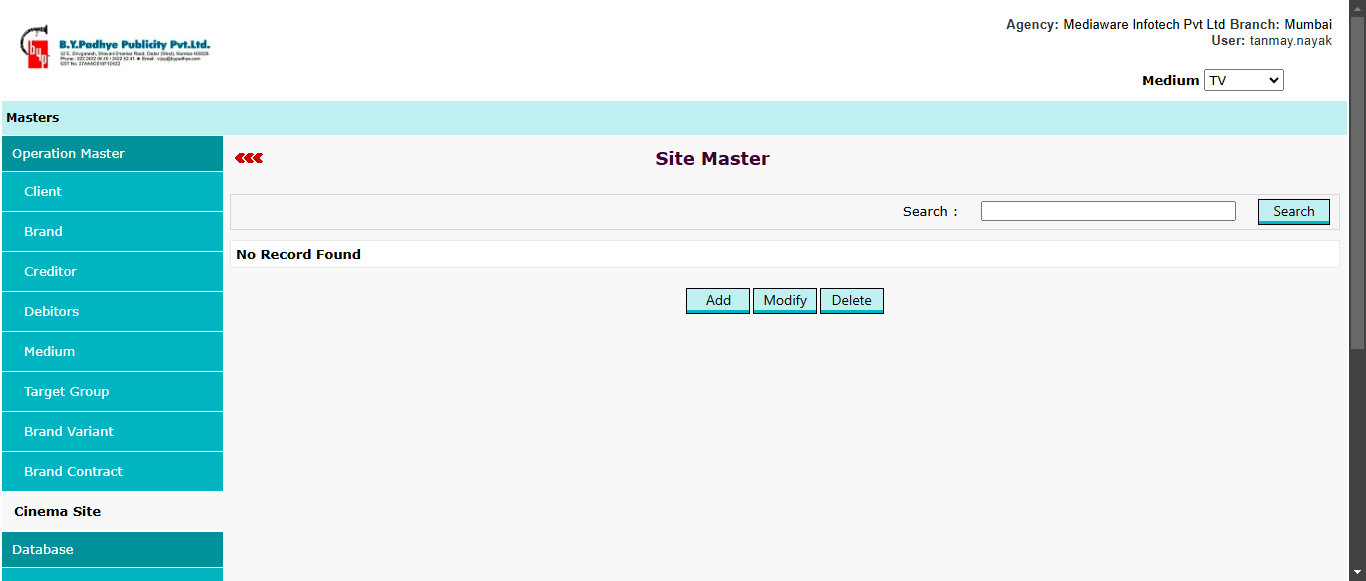 Agency: Mediaware Infotech Pvt Ltd Branch: Mumbai
User: tanmay.nayak
B.Y.Padhye Publicity Pvt.Ltd.
Medium TV
Masters
Operation Master
Site Master
Client
Search :
Search
Brand
No Record Found
Creditor
Add Modify Delete
Debitors
Medium
Target Group
Brand Variant
Brand Contract
Cinema Site
Database